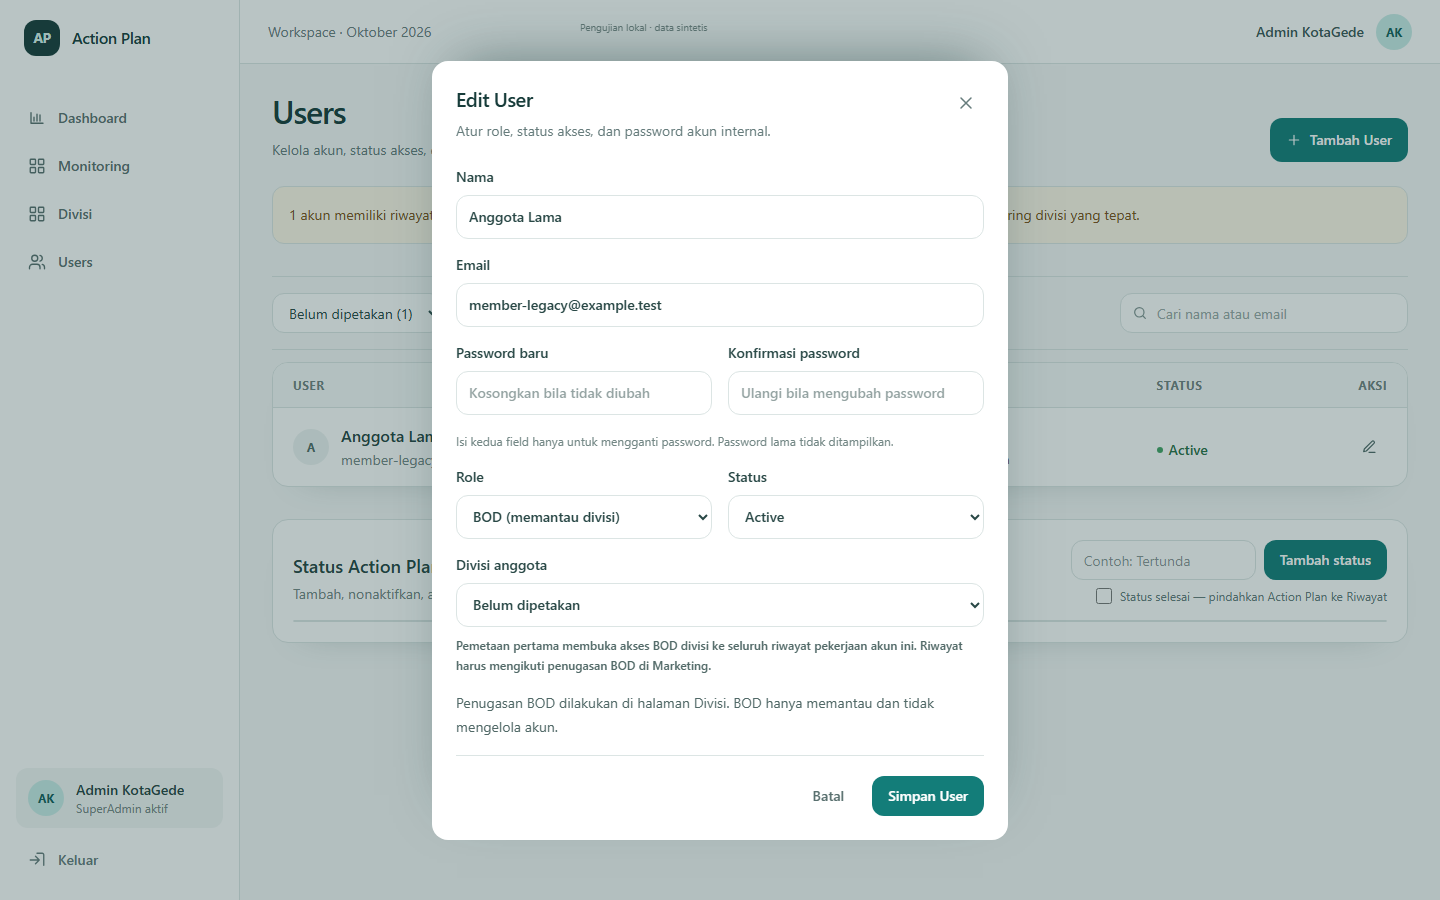 AP
Action Plan
Workspace · Oktober 2026
Pengujian lokal · data sintetis
Admin KotaGede
AK
Dashboard
Monitoring
Divisi
Users
Users
Kelola akun, status akses,
Tambah User
1 akun memiliki riwayat
ring divisi yang tepat.
Belum dipetakan (1)
Cari nama atau email
USER
STATUS
AKSI
A
Anggota Lam
member-legac
Active
Status Action Pla
Tambah, nonaktifkan,
Contoh: Tertunda
Tambah status
Status selesai — pindahkan Action Plan ke Riwayat
Edit User
Atur role, status akses, dan password akun internal.
Nama
Anggota Lama
Email
member-legacy@example.test
Password baru
Konfirmasi password
Kosongkan bila tidak diubah
Ulangi bila mengubah password
Isi kedua field hanya untuk mengganti password. Password lama tidak ditampilkan.
Role
Status
BOD (memantau divisi)
Active
Divisi anggota
Belum dipetakan
Pemetaan pertama membuka akses BOD divisi ke seluruh riwayat pekerjaan akun ini. Riwayat
harus mengikuti penugasan BOD di Marketing.
Penugasan BOD dilakukan di halaman Divisi. BOD hanya memantau dan tidak
mengelola akun.
Batal
Simpan User
AK
Admin KotaGede
SuperAdmin aktif
Keluar